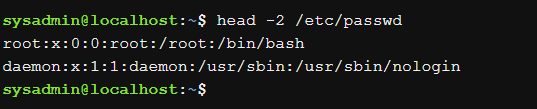 sysadmin@localhost:~$ head -2 /etc/passwd
root:x:0:0:root:/root:/bin/bash
daemon:x:1:1:daemon:/usr/sbin:/usr/sbin/nologin
sysadmin@localhost:~$